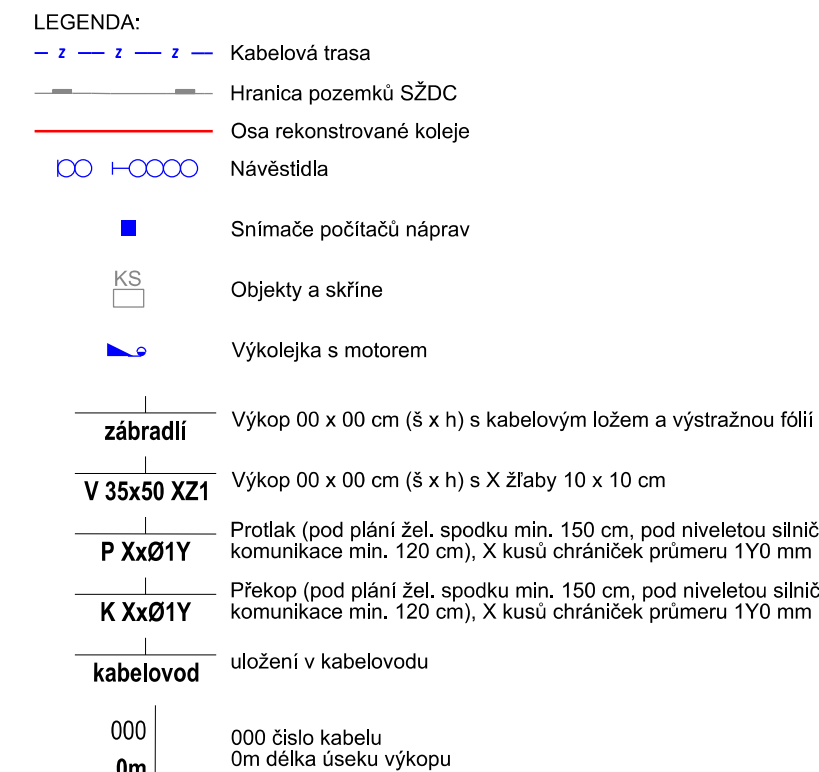 LEGENDA:
z z z Kabelová trasa
Hranica pozemků SŽDC
Osa rekonstrované koleje
Návěstidla
Snímače počítačů náprav
KS
Objekty a skříne
Výkolejka s motorem
zábradlí
Výkop 00 x 00 cm (š x h) s kabelovým ložem a výstražnou fólií
V 35x50 XZ1
Výkop 00 x 00 cm (š x h) s X žľaby 10 x 10 cm
P XxØ1Y
Protlak (pod plání žel. spodku min. 150 cm, pod niveletou silnič
komunikace min. 120 cm), X kusů chrániček průmeru 1Y0 mm
K XxØ1Y
Překop (pod plání žel. spodku min. 150 cm, pod niveletou silnič
komunikace min. 120 cm), X kusů chrániček průmeru 1Y0 mm
kabelovod
uložení v kabelovodu
000
0m
000 čislo kabelu
0m délka úseku výkopu